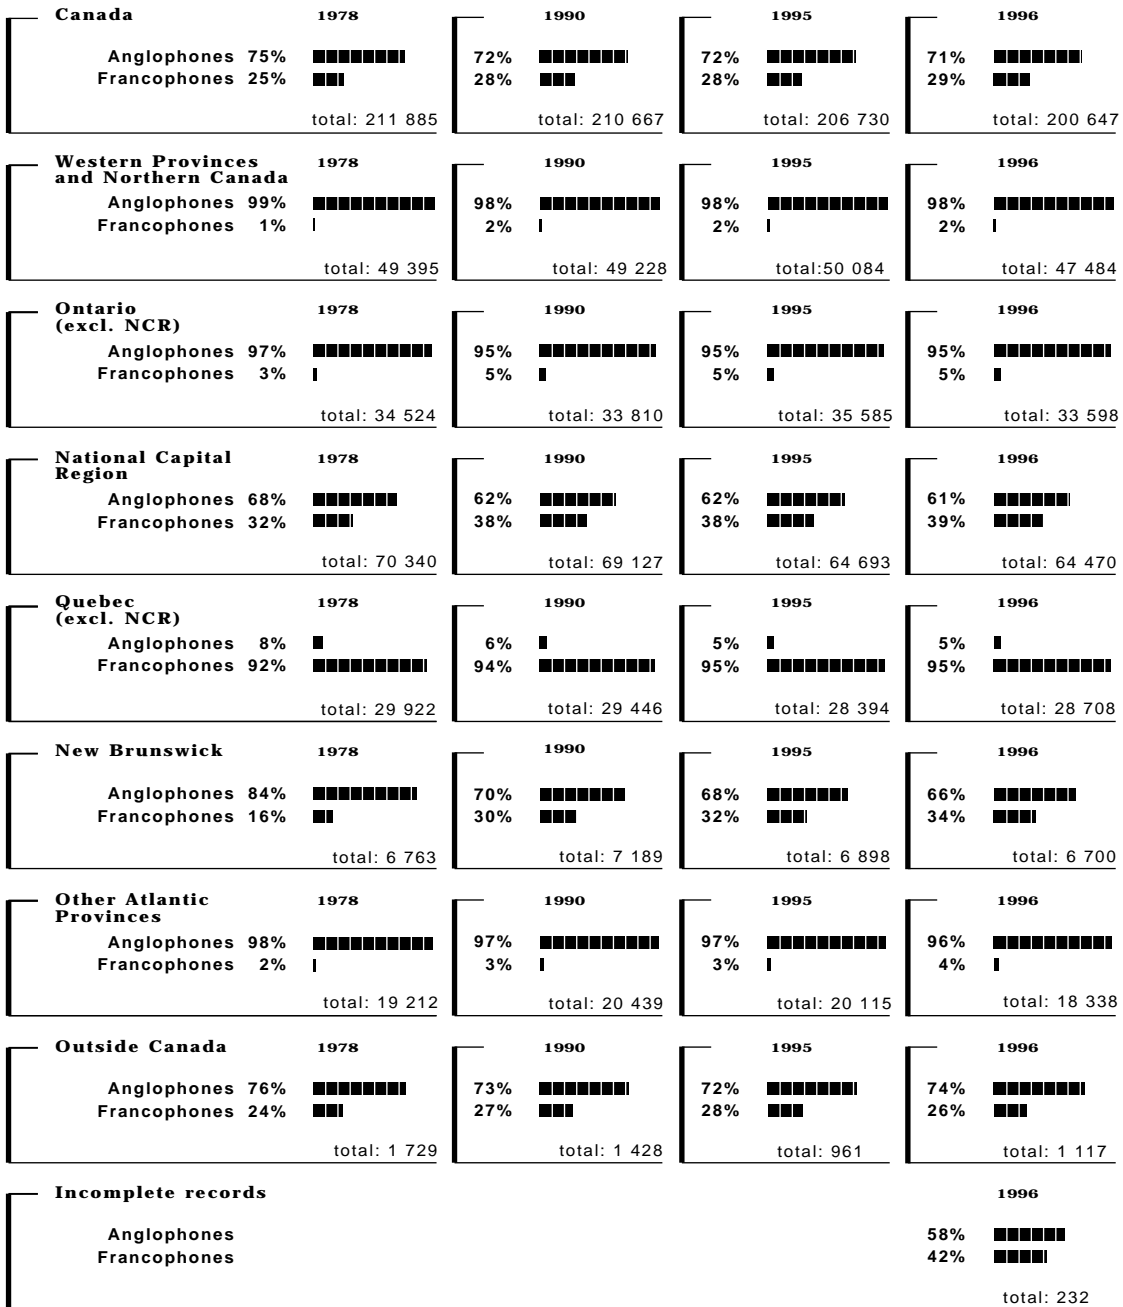 Canada 1978 1990 1995 1996
Anglophones 75% 72% 72% 71%
Francophones 25% 28% 28% 29%
total: 211 885 total: 210 667 total: 206 730 total: 200 647
Western Provinces 1978 1990 1995 1996
and Northern Canada
Anglophones 99% 98% 98% 98%
Francophones 1% 2% 2% 2%
total: 49 395 total: 49 228 total:50 084 total: 47 484
Ontario 1978 1990 1995 1996
(excl. NCR)
Anglophones 97% 95% 95% 95%
Francophones 3% 5% 5% 5%
total: 34 524 total: 33 810 total: 35 585 total: 33 598
National Capital 1978 1990 1995 1996
Region
Anglophones 68% 62% 62% 61%
Francophones 32% 38% 38% 39%
total: 70 340 total: 69 127 total: 64 693 total: 64 470
Quebec 1978 1990 1995 1996
(excl. NCR)
Anglophones 8% 6% 5% 5%
Francophones 92% 94% 95% 95%
total: 29 922 total: 29 446 total: 28 394 total: 28 708
New Brunswick 1978 1990 1995 1996
Anglophones 84% 70% 68% 66%
Francophones 16% 30% 32% 34%
total: 6 763 total: 7 189 total: 6 898 total: 6 700
Other Atlantic 1978 1990 1995 1996
Provinces
Anglophones 98% 97% 97% 96%
Francophones 2% 3% 3% 4%
total: 19 212 total: 20 439 total: 20 115 total: 18 338
Outside Canada 1978 1990 1995 1996
Anglophones 76% 73% 72% 74%
Francophones 24% 27% 28% 26%
total: 1 729 total: 1 428 total: 961 total: 1 117
Incomplete records 1996
Anglophones 58%
Francophones 42%
total: 232